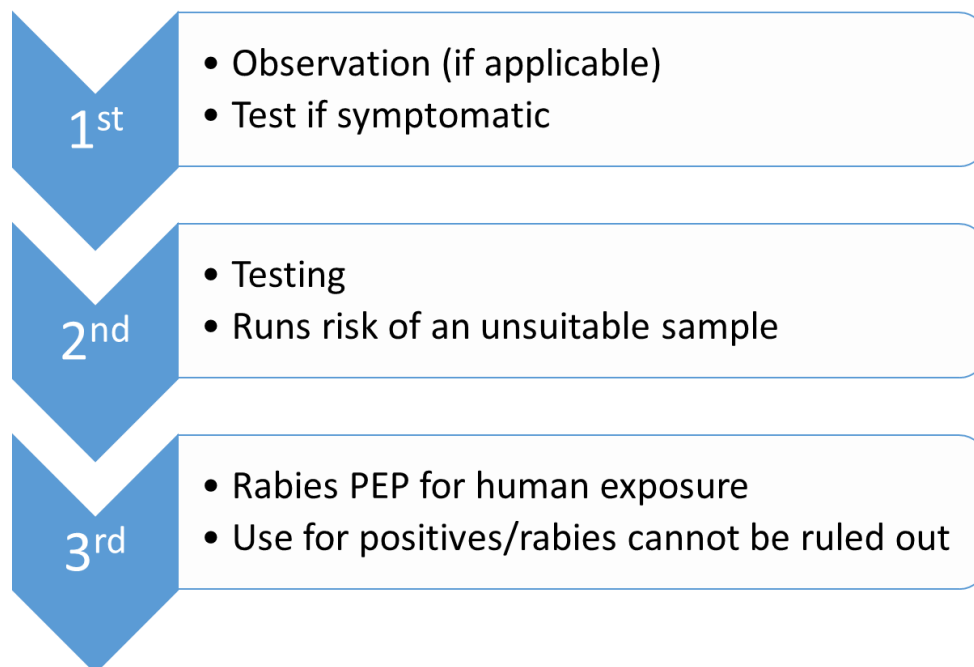 1st
• Observation (if applicable)
• Test if symptomatic
2nd
• Testing
• Runs risk of an unsuitable sample
3rd
• Rabies PEP for human exposure
• Use for positives/rabies cannot be ruled out